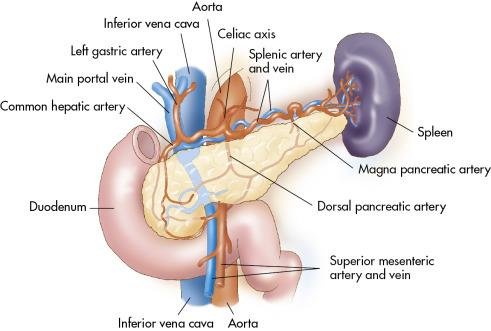 Aorta
Inferior vena cava
Celiac axis
Left gastric artery
Splenic artery
and vein
Main portal vein
Common hepatic artery
Spleen
Magna pancreatic artery
Duodenum
Dorsal pancreatic artery
Superior mesenteric
artery and vein
Inferior vena cava
Aorta